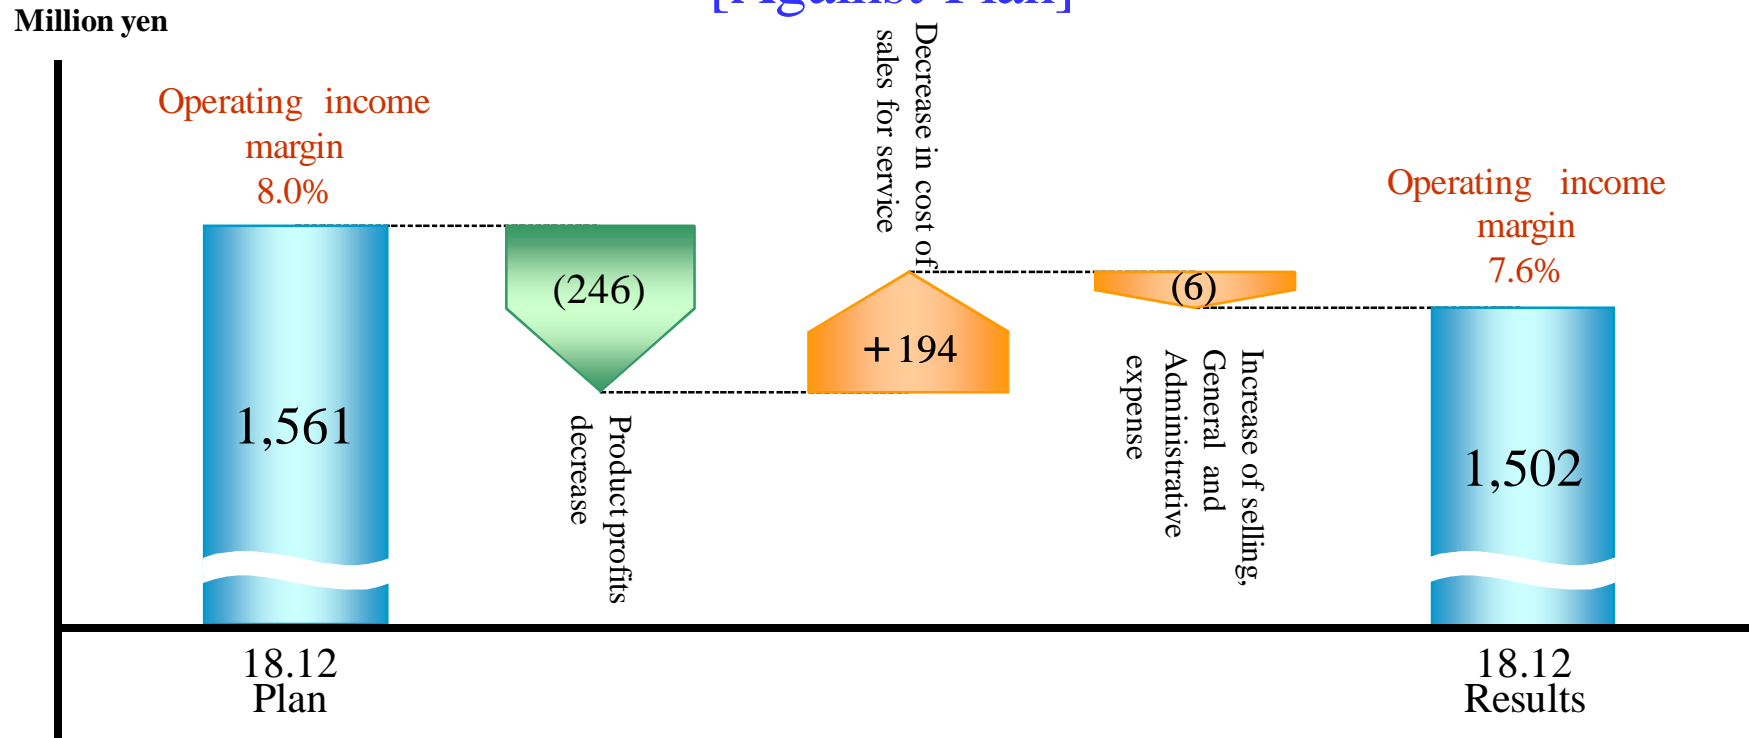 [Against Plan]
Million yen
Operating income
margin
8.0%
1,561
18.12
Plan
(246)
Product profits
decrease
Decrease in cost of
sales for service
+194
(6)
Increase of selling,
General and
Administrative
expense
Operating income
margin
7.6%
1,502
18.12
Results